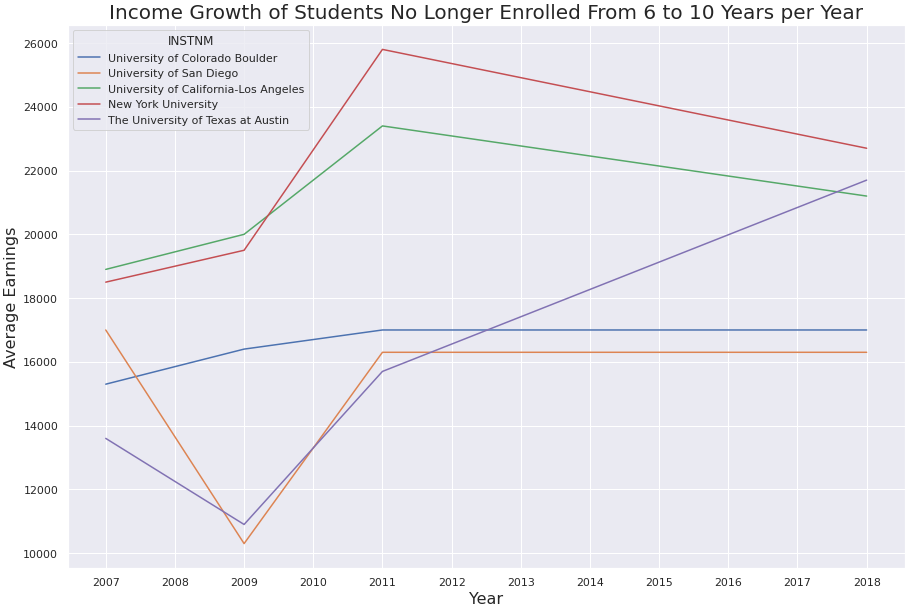 Income Growth of Students No Longer Enrolled From 6 to 10 Years per Year
INSTNM
University of Colorado Boulder
University of San Diego
University of California-Los Angeles
New York University
The University of Texas at Austin
Average Earnings
26000
24000
22000
20000
18000
16000
14000
12000
10000
2007 2008 2009 2010 2011 2012 2013 2014 2015 2016 2017 2018
Year